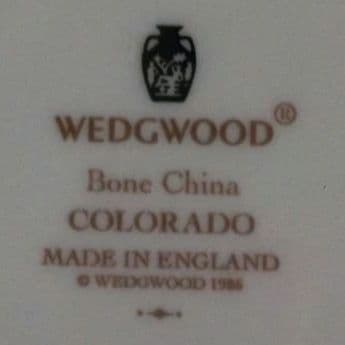 WEDGWOOD®
Bone China
COLORADO
MADE IN ENGLAND
© WEDGWOOD 1986